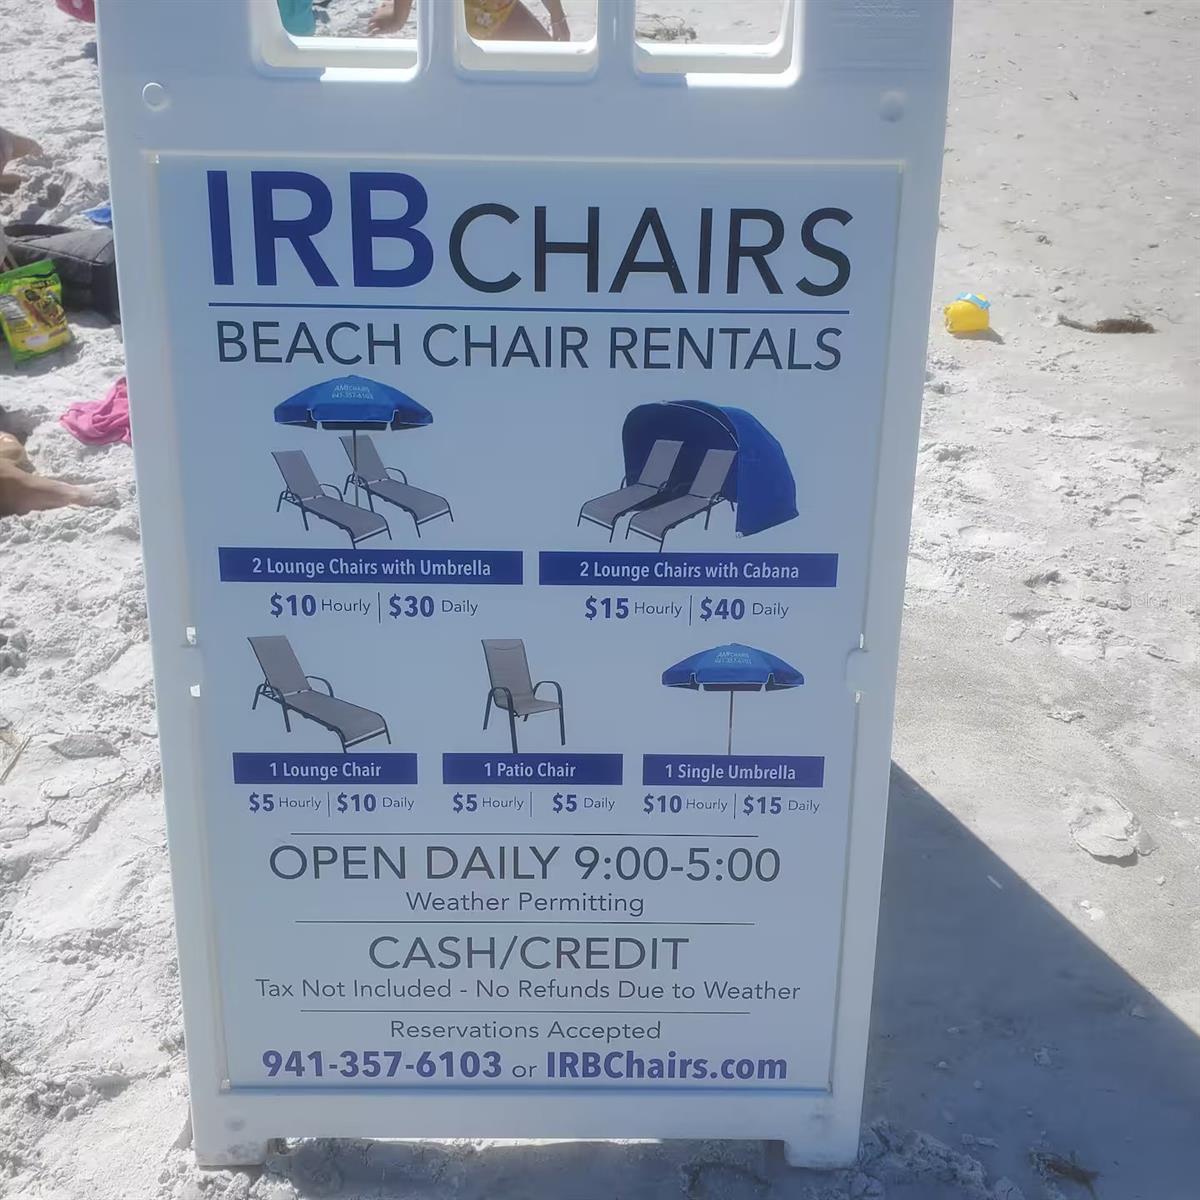 IRB CHAIRS
BEACH CHAIR RENTALS
2 Lounge Chairs with Umbrella
$10 Hourly | $30 Daily
2 Lounge Chairs with Cabana
$15 Hourly | $40 Daily
1 Lounge Chair
$5 Hourly | $10 Daily
1 Patio Chair
$5 Hourly | $5 Daily
1 Single Umbrella
$10 Hourly | $15 Daily
OPEN DAILY 9:00-5:00
Weather Permitting
CASH/CREDIT
Tax Not Included - No Refunds Due to Weather
Reservations Accepted
941-357-6103 or IRBChairs.com